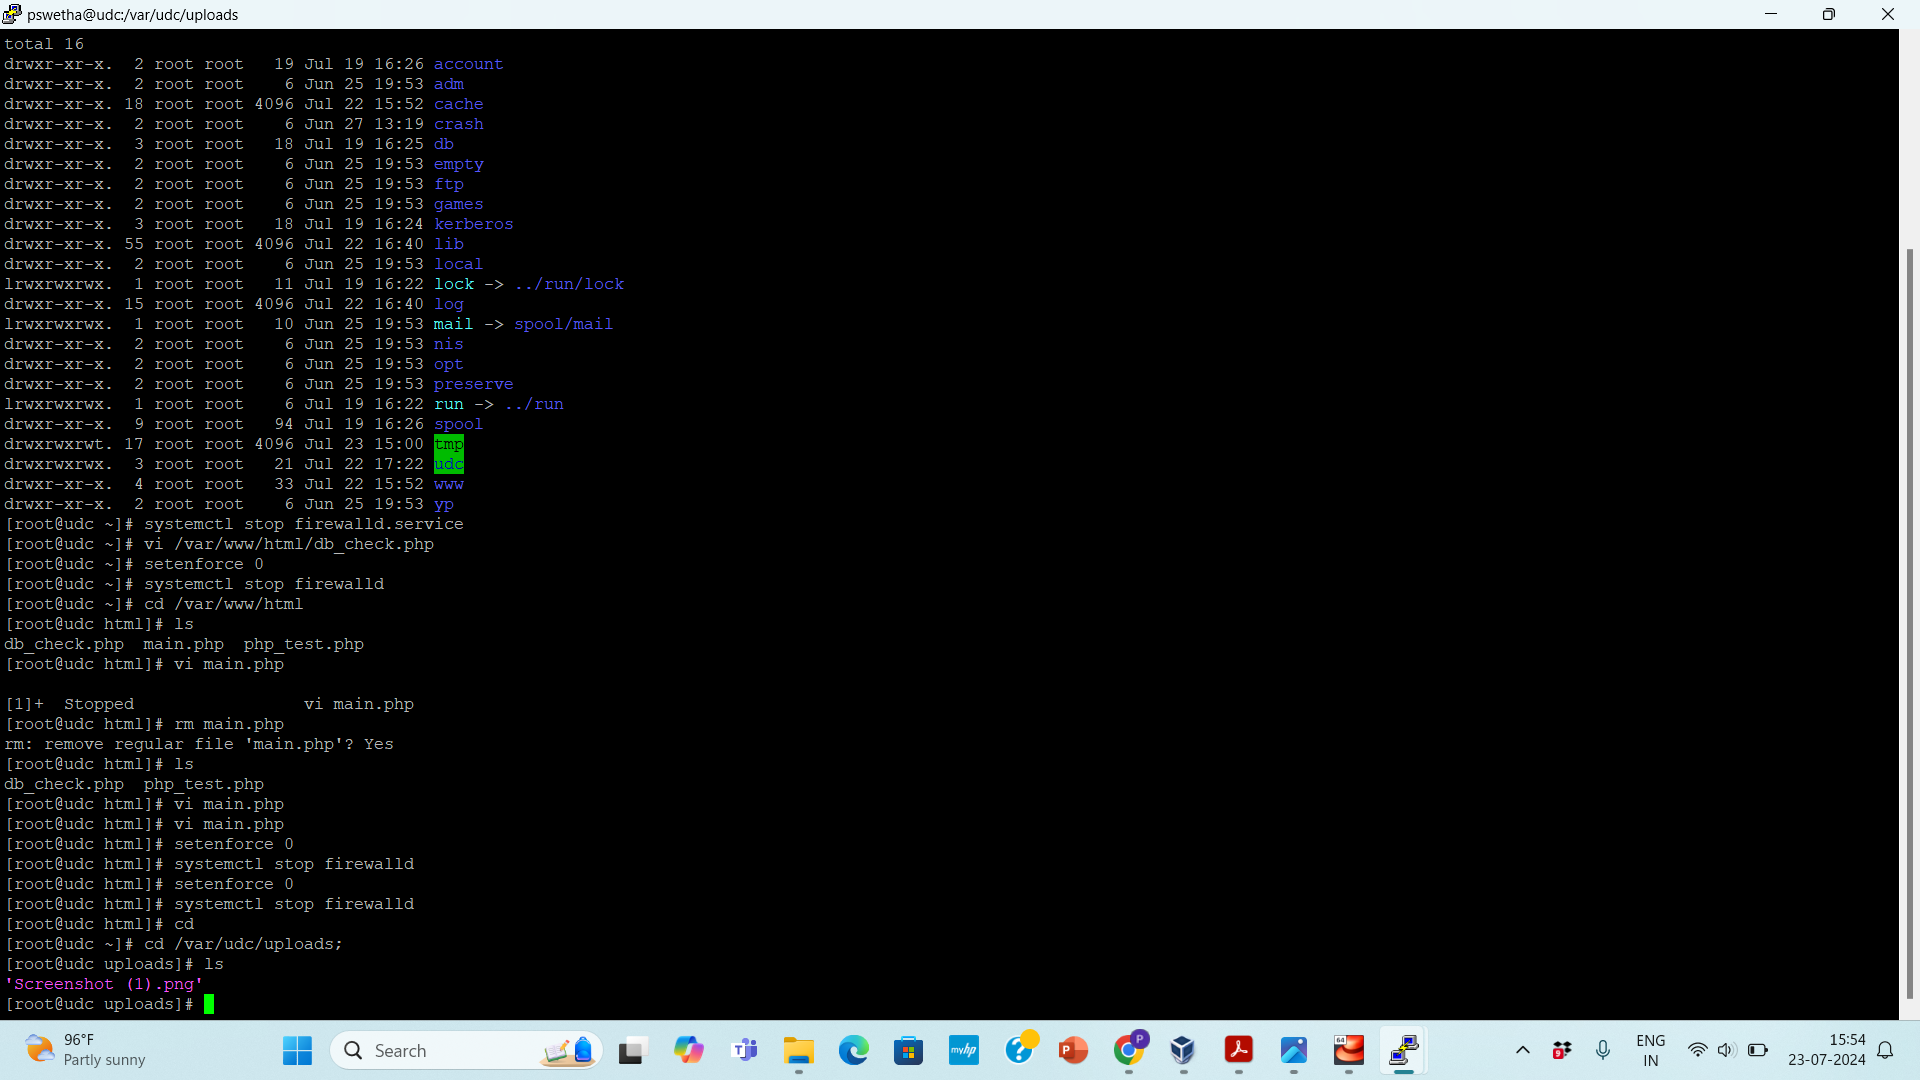 pswetha@udc:/var/udc/uploads
total 16
drwxr-xr-x.  2 root root   19 Jul 19 16:26 account
drwxr-xr-x.  2 root root    6 Jun 25 19:53 adm
drwxr-xr-x. 18 root root 4096 Jul 22 15:52 cache
drwxr-xr-x.  2 root root    6 Jun 27 13:19 crash
drwxr-xr-x.  3 root root   18 Jul 19 16:25 db
drwxr-xr-x.  2 root root    6 Jun 25 19:53 empty
drwxr-xr-x.  2 root root    6 Jun 25 19:53 ftp
drwxr-xr-x.  2 root root    6 Jun 25 19:53 games
drwxr-xr-x.  3 root root   18 Jul 19 16:24 kerberos
drwxr-xr-x. 55 root root 4096 Jul 22 16:40 lib
drwxr-xr-x.  2 root root    6 Jun 25 19:53 local
lrwxrwxrwx.  1 root root   11 Jul 19 16:22 lock -> ../run/lock
drwxr-xr-x. 15 root root 4096 Jul 22 16:40 log
lrwxrwxrwx.  1 root root   10 Jun 25 19:53 mail -> spool/mail
drwxr-xr-x.  2 root root    6 Jun 25 19:53 nis
drwxr-xr-x.  2 root root    6 Jun 25 19:53 opt
drwxr-xr-x.  2 root root    6 Jun 25 19:53 preserve
lrwxrwxrwx.  1 root root    6 Jul 19 16:22 run -> ../run
drwxr-xr-x.  9 root root   94 Jul 19 16:26 spool
drwxrwxrwt. 17 root root 4096 Jul 23 15:00 tmp
drwxrwxrwx.  3 root root   21 Jul 22 17:22 udc
drwxr-xr-x.  4 root root   33 Jul 22 15:52 www
drwxr-xr-x.  2 root root    6 Jun 25 19:53 yp
[root@udc ~]# systemctl stop firewalld.service
[root@udc ~]# vi /var/www/html/db_check.php
[root@udc ~]# setenforce 0
[root@udc ~]# systemctl stop firewalld
[root@udc ~]# cd /var/www/html
[root@udc html]# ls
db_check.php  main.php  php_test.php
[root@udc html]# vi main.php
[1]+  Stopped                 vi main.php
[root@udc html]# rm main.php
rm: remove regular file 'main.php'? Yes
[root@udc html]# ls
db_check.php  php_test.php
[root@udc html]# vi main.php
[root@udc html]# vi main.php
[root@udc html]# setenforce 0
[root@udc html]# systemctl stop firewalld
[root@udc html]# setenforce 0
[root@udc html]# systemctl stop firewalld
[root@udc html]# cd
[root@udc ~]# cd /var/udc/uploads;
[root@udc uploads]# ls
'Screenshot (1).png'
[root@udc uploads]#
96°F
Partly sunny
Search
myhp
P
64
9
ENG
IN
15:54
23-07-2024